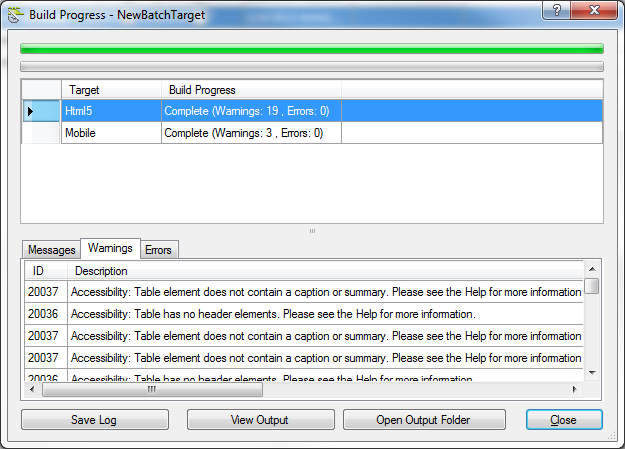 Build Progress - NewBatchTarget
Target Build Progress
Html5 Complete (Warnings: 19 , Errors: 0)
Mobile Complete (Warnings: 3 , Errors: 0)
Messages Warnings Errors
ID Description
20037 Accessibility: Table element does not contain a caption or summary. Please see the Help for more information
20036 Accessibility: Table has no header elements. Please see the Help for more information.
20037 Accessibility: Table element does not contain a caption or summary. Please see the Help for more information
20037 Accessibility: Table element does not contain a caption or summary. Please see the Help for more information
20036 Accessibility: Table has no header elements. Please see the Help for more information.
Save Log View Output Open Output Folder Close